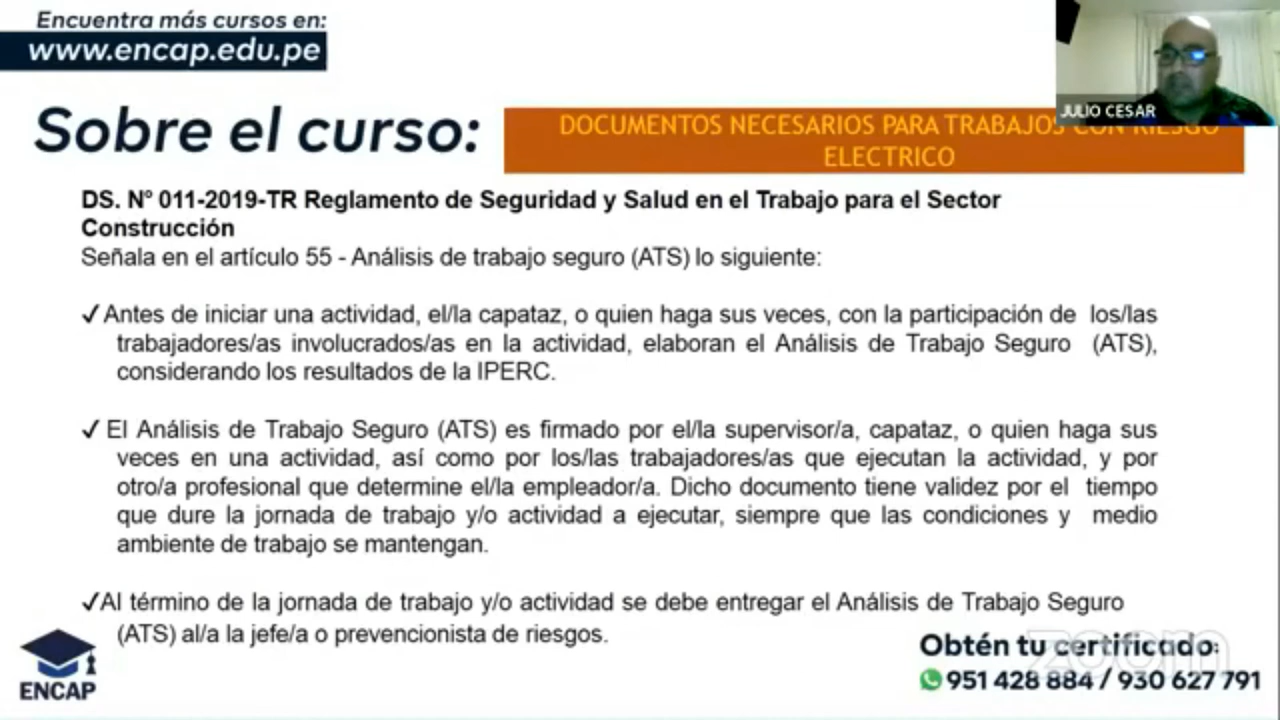 Encuentra más cursos en:
www.encap.edu.pe
JULIO CESAR
Sobre el curso:
DOCUMENTOS NECESARIOS PARA TRABAJOS CON RIESGO
ELECTRICO
DS. Nº 011-2019-TR Reglamento de Seguridad y Salud en el Trabajo para el Sector
Construcción
Señala en el artículo 55 - Análisis de trabajo seguro (ATS) lo siguiente:
✓Antes de iniciar una actividad, el/la capataz, o quien haga sus veces, con la participación de los/las
trabajadores/as involucrados/as en la actividad, elaboran el Análisis de Trabajo Seguro (ATS),
considerando los resultados de la IPERC.
✓ El Análisis de Trabajo Seguro (ATS) es firmado por el/la supervisor/a, capataz, o quien haga sus
veces en una actividad, así como por los/las trabajadores/as que ejecutan la actividad, y por
otro/a profesional que determine el/la empleador/a. Dicho documento tiene validez por el tiempo
que dure la jornada de trabajo y/o actividad a ejecutar, siempre que las condiciones y medio
ambiente de trabajo se mantengan.
✓Al término de la jornada de trabajo y/o actividad se debe entregar el Análisis de Trabajo Seguro
(ATS) al/a la jefe/a o prevencionista de riesgos.
ENCAP
Obtén tu certificado:
zoom
951 428 884 / 930 627 791